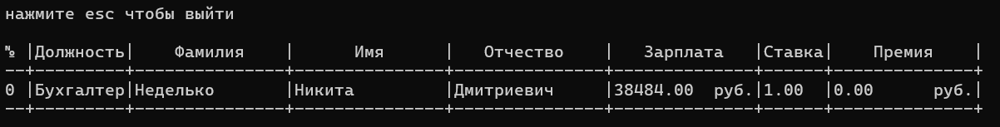 нажмите esc чтобы выйти
№ |Должность|    Фамилия    |      Имя      |   Отчество    |   Зарплата   |Ставка|    Премия    |
--+---------+---------------+---------------+---------------+--------------+------+--------------+
0 |Бухгалтер|Неделько       |Никита         |Дмитриевич     |38484.00  руб.|1.00  |0.00      руб.|
--+---------+---------------+---------------+---------------+--------------+------+--------------+